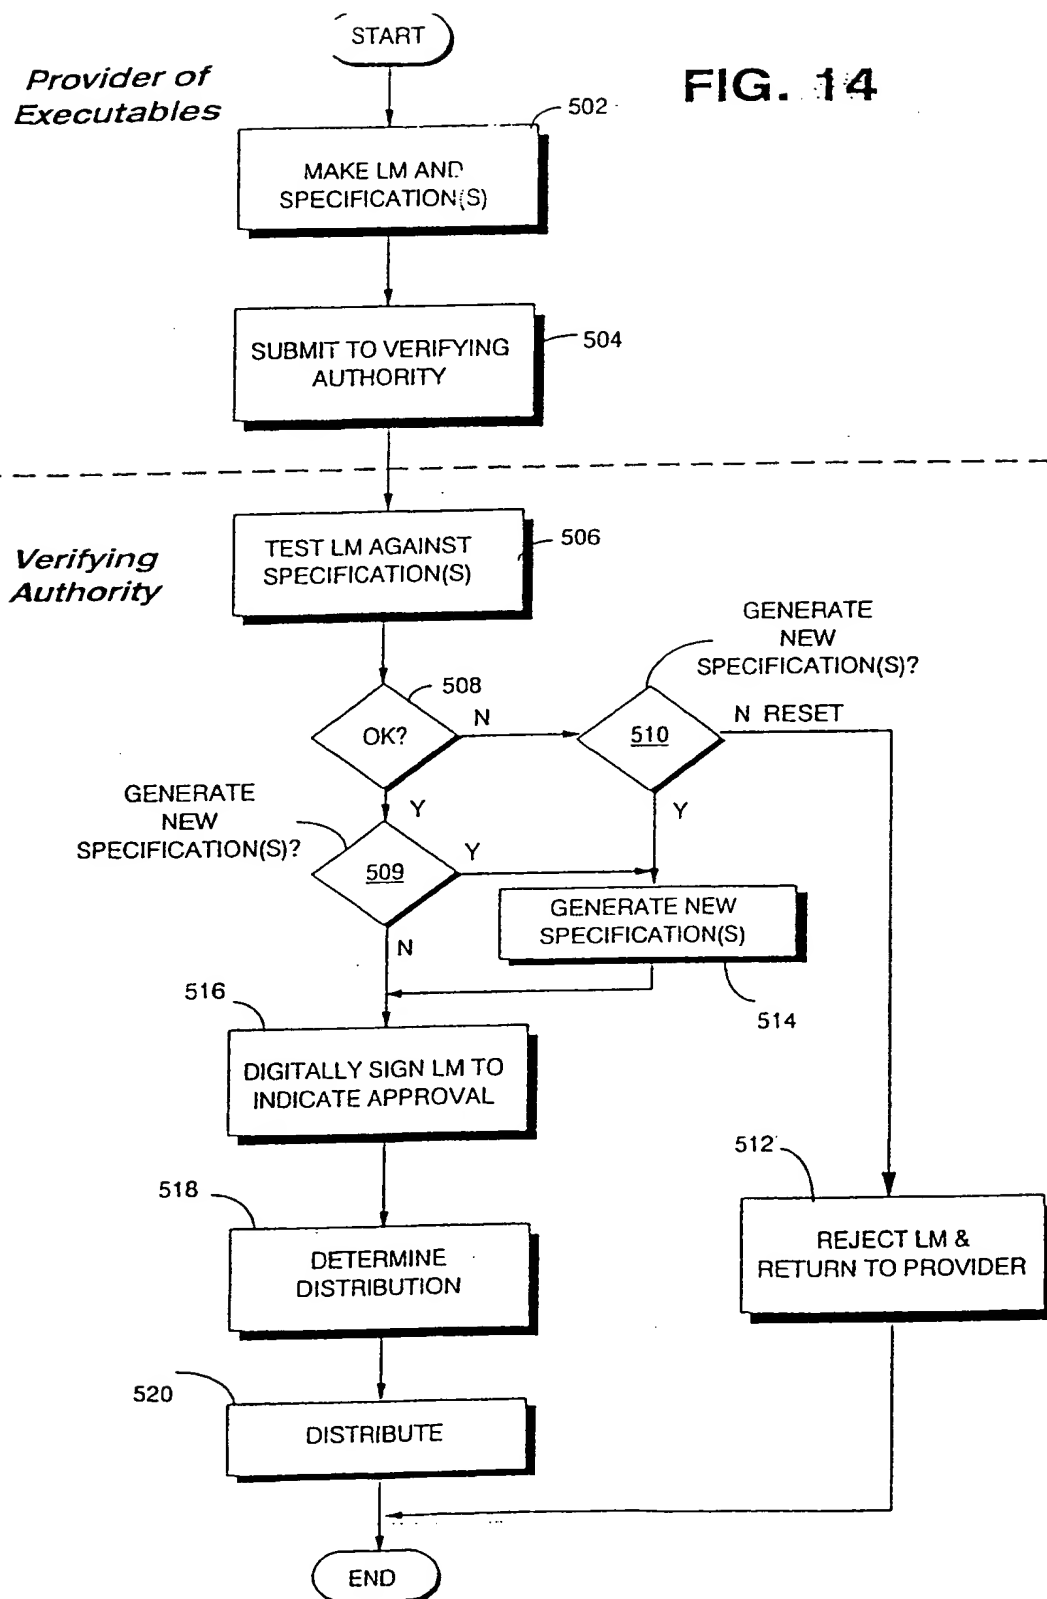 START
Provider of
Executables
FIG. 14
502
MAKE LM AND
SPECIFICATION(S)
504
SUBMIT TO VERIFYING
AUTHORITY
Verifying
Authority
506
TEST LM AGAINST
SPECIFICATION(S)
GENERATE
NEW
SPECIFICATION(S)?
508
OK?
N
510
N RESET
Y
Y
GENERATE
NEW
SPECIFICATION(S)?
509
Y
N
GENERATE NEW
SPECIFICATION(S)
514
516
DIGITALLY SIGN LM TO
INDICATE APPROVAL
512
518
DETERMINE
DISTRIBUTION
REJECT LM &
RETURN TO PROVIDER
520
DISTRIBUTE
END